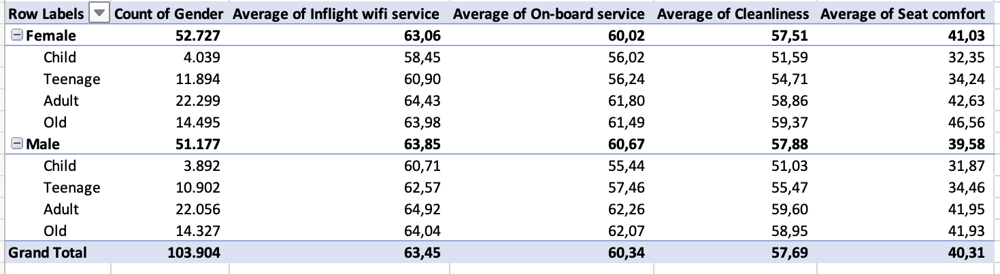 Row Labels Count of Gender Average of Inflight wifi service Average of On-board service Average of Cleanliness Average of Seat comfort
Female 52.727 63,06 60,02 57,51 41,03
Child 4.039 58,45 56,02 51,59 32,35
Teenage 11.894 60,90 56,24 54,71 34,24
Adult 22.299 64,43 61,80 58,86 42,63
Old 14.495 63,98 61,49 59,37 46,56
Male 51.177 63,85 60,67 57,88 39,58
Child 3.892 60,71 55,44 51,03 31,87
Teenage 10.902 62,57 57,46 55,47 34,46
Adult 22.056 64,92 62,26 59,60 41,95
Old 14.327 64,04 62,07 58,95 41,93
Grand Total 103.904 63,45 60,34 57,69 40,31